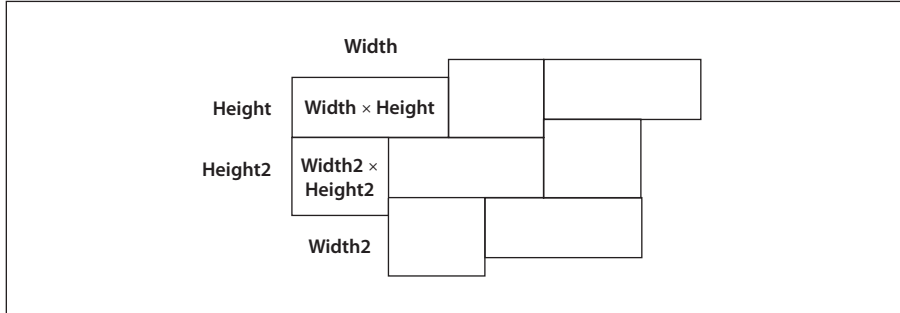 Width
Height
Width × Height
Height2
Width2 ×
Height2
Width2